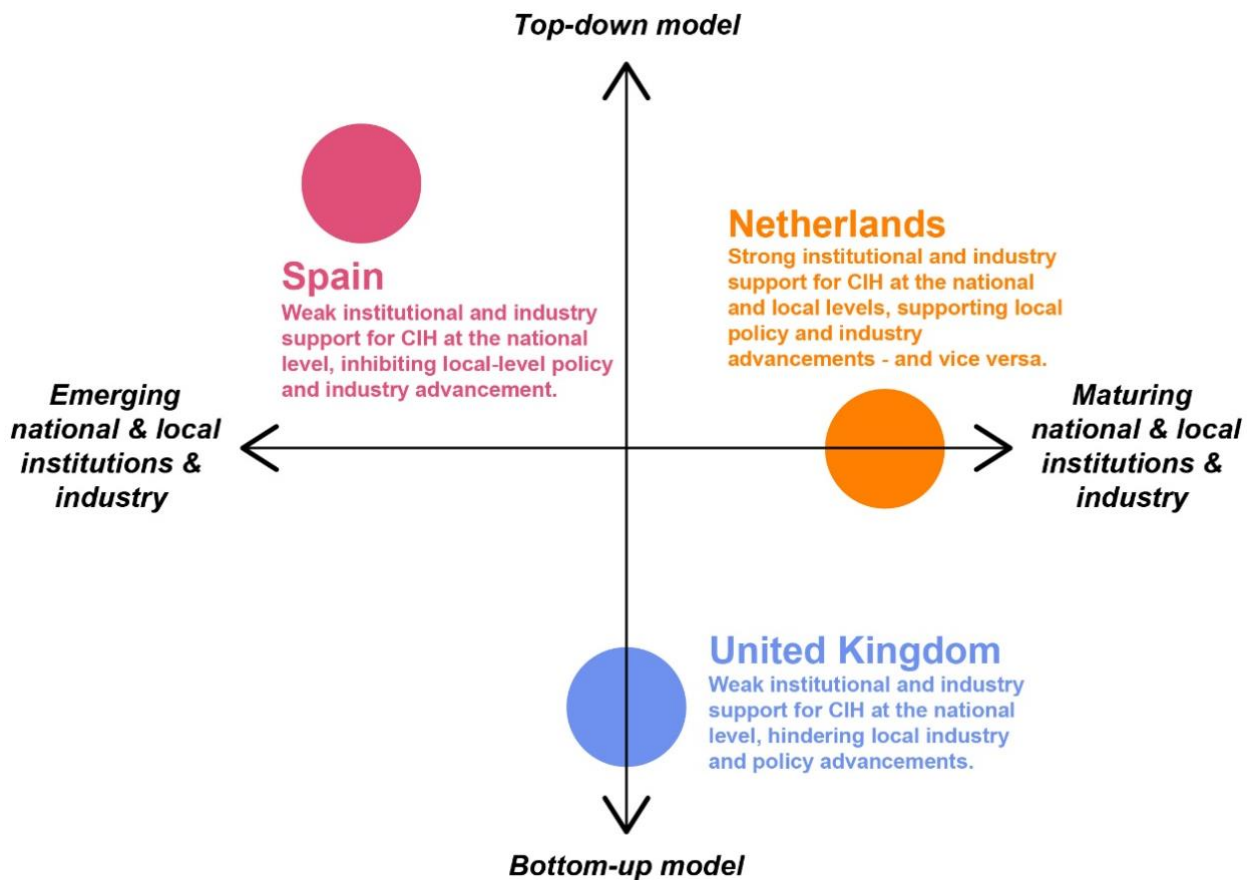 Top-down model
Netherlands
Strong institutional and industry
support for CIH at the national
and local levels, supporting local
policy and industry
advancements - and vice versa.
Spain
Weak institutional and industry
support for CIH at the national
level, inhibiting local-level policy
and industry advancement.
Emerging
national & local
institutions &
industry
Maturing
national & local
institutions &
industry
United Kingdom
Weak institutional and industry
support for CIH at the national
level, hindering local industry
and policy advancements.
Bottom-up model